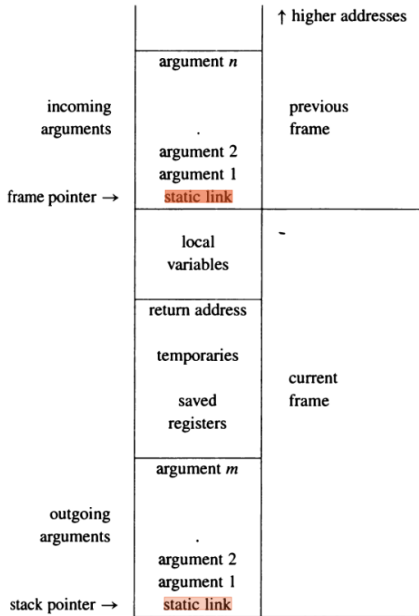 ↑ higher addresses
argument n
incoming
arguments
previous
frame
.
argument 2
argument 1
frame pointer →
static link
local
variables
return address
temporaries
saved
registers
current
frame
argument m
outgoing
arguments
.
argument 2
argument 1
stack pointer →
static link